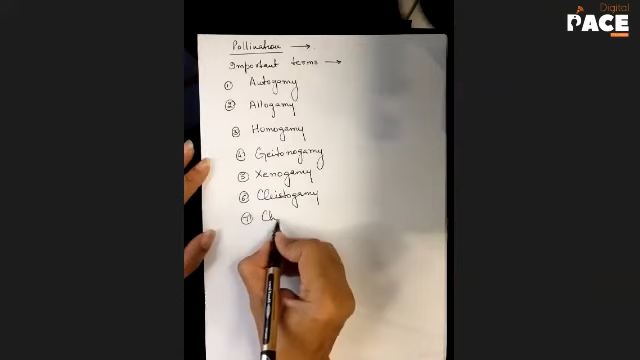 Digital
PACE
Pollination →
Important terms →
① Autogamy
② Allogamy
③ Homogamy
④ Geitonogamy
⑤ Xenogamy
⑥ Cleistogamy
⑦ Ch